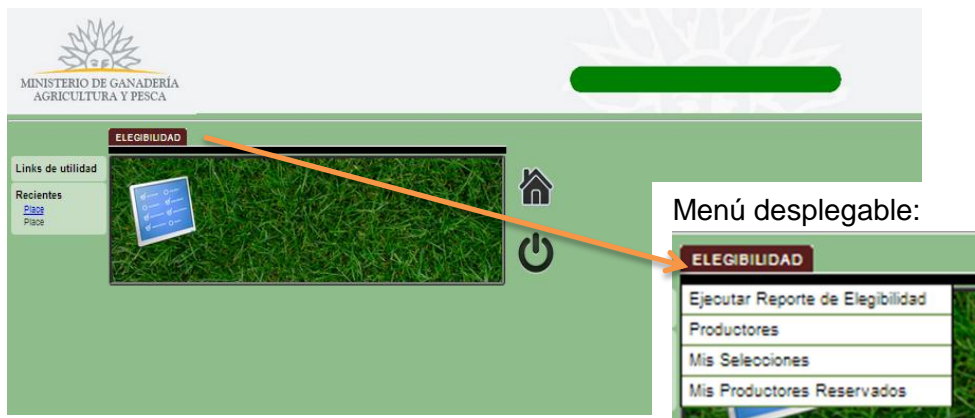 MINISTERIO DE GANADERÍA
AGRICULTURA Y PESCA
ELEGIBILIDAD
Links de utilidad
Recientes
Place
Place
Menú desplegable:
ELEGIBILIDAD
Ejecutar Reporte de Elegibilidad
Productores
Mis Selecciones
Mis Productores Reservados